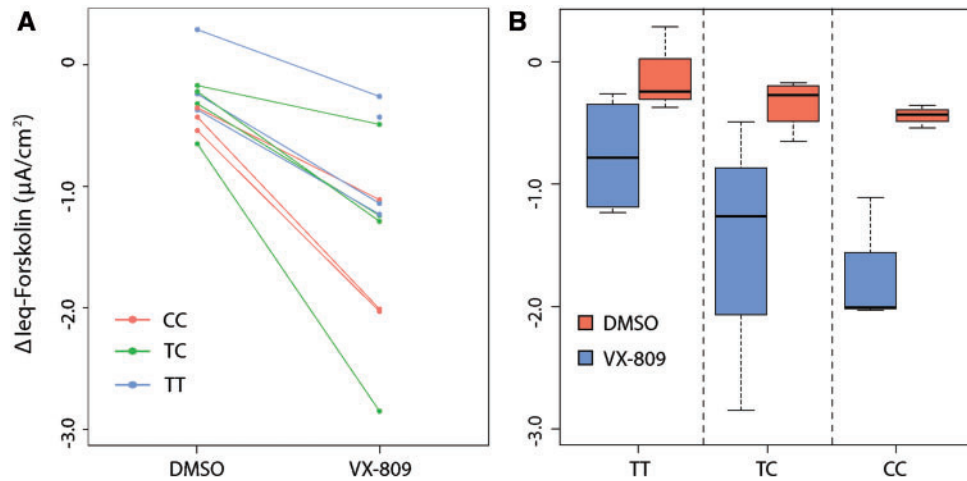 A
ΔIeq-Forskolin (µA/cm²)
0
-1.0
-2.0
-3.0
CC
TC
TT
DMSO
VX-809
B
0
-1.0
-2.0
-3.0
DMSO
VX-809
TT
TC
CC